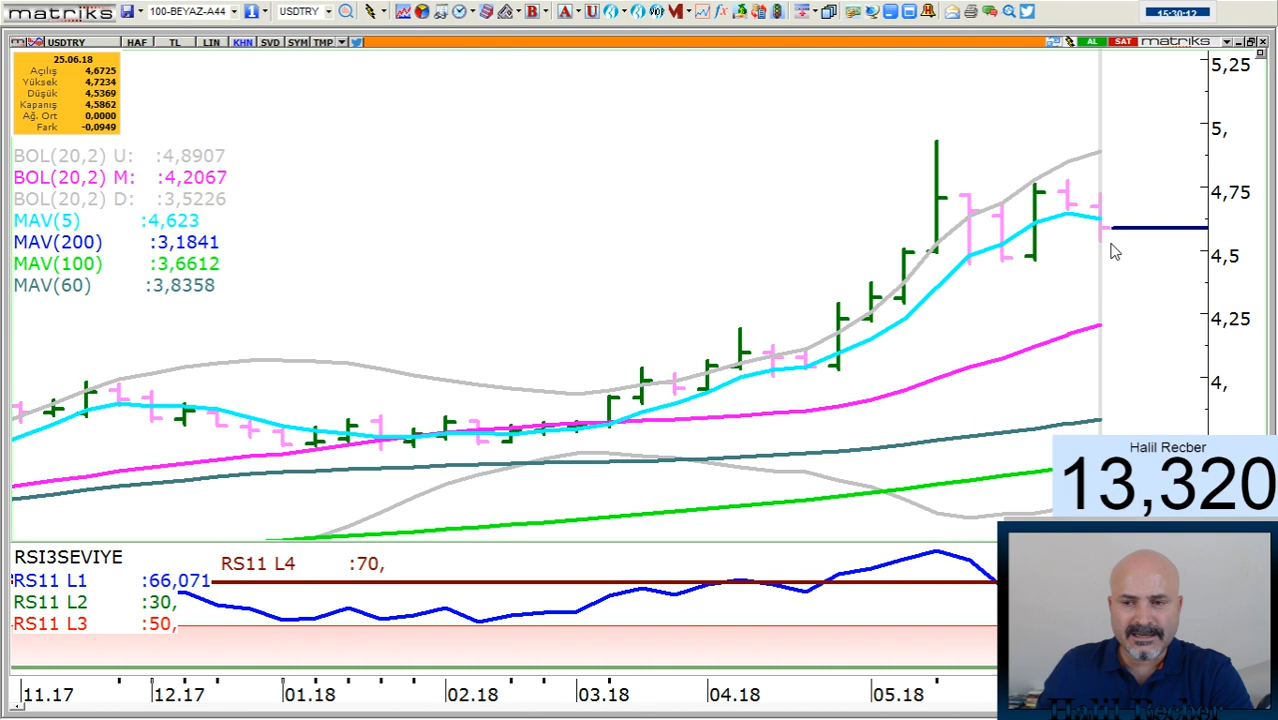 matriks 100-BEYAZ-A44 USDTRY 15:30:12
USDTRY HAF TL LIN KHN SVD SYM TMP AL SAT matriks
25.06.18
Açılış 4,6725
Yüksek 4,7234
Düşük 4,5369
Kapanış 4,5862
Ağ. Ort 0,0000
Fark -0,0949
BOL(20,2) U: :4,8907
BOL(20,2) M: :4,2067
BOL(20,2) D: :3,5226
MAV(5) :4,623
MAV(200) :3,1841
MAV(100) :3,6612
MAV(60) :3,8358
5,25
5,
4,75
4,5
4,25
4,
Halil Recber
13,320
RSI3SEVIYE
RS11 L4 :70,
RS11 L1 :66,071
RS11 L2 :30,
RS11 L3 :50,
11.17 12.17 01.18 02.18 03.18 04.18 05.18
Halil Recber